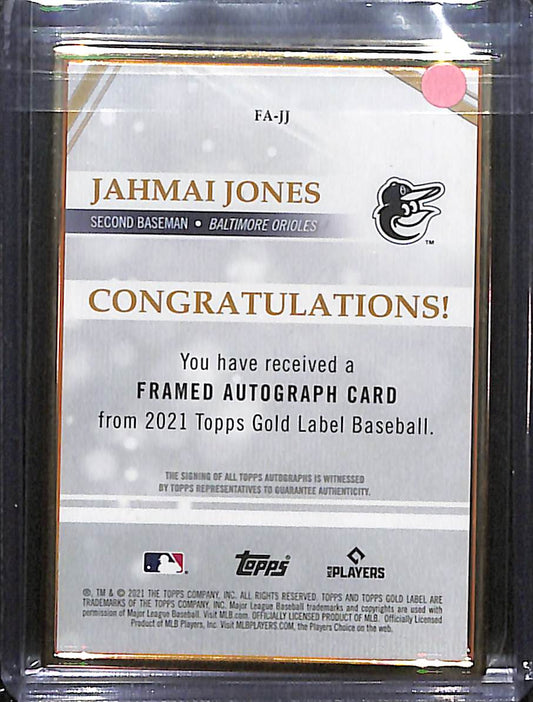 FA-JJ
JAHMAI JONES
SECOND BASEMAN • BALTIMORE ORIOLES
TM
CONGRATULATIONS!
You have received a
FRAMED AUTOGRAPH CARD
from 2021 Topps Gold Label Baseball.
THE SIGNING OF ALL TOPPS AUTOGRAPHS IS WITNESSED
BY TOPPS REPRESENTATIVES TO GUARANTEE AUTHENTICITY.
topps® MLB PLAYERS
®, TM & © 2021 THE TOPPS COMPANY, INC. ALL RIGHTS RESERVED. TOPPS AND TOPPS GOLD LABEL ARE
TRADEMARKS OF THE TOPPS COMPANY, INC. Major League Baseball trademarks and copyrights are used with
permission of Major League Baseball. Visit MLB.com. OFFICIALLY LICENSED PRODUCT OF MLB. Officially Licensed
Product of MLB Players, Inc. Visit MLBPLAYERS.COM, the Players Choice on the web.